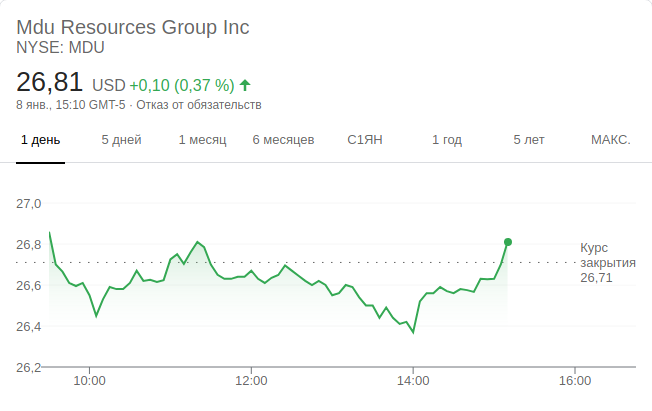 Mdu Resources Group Inc
NYSE: MDU
26,81 USD +0,10 (0,37 %)
8 янв., 15:10 GMT-5 · Отказ от обязательств
1 день 5 дней 1 месяц 6 месяцев С1ЯН 1 год 5 лет МАКС.
27,0
26,8
26,6
26,4
26,2
Курс
закрытия
26,71
10:00 12:00 14:00 16:00